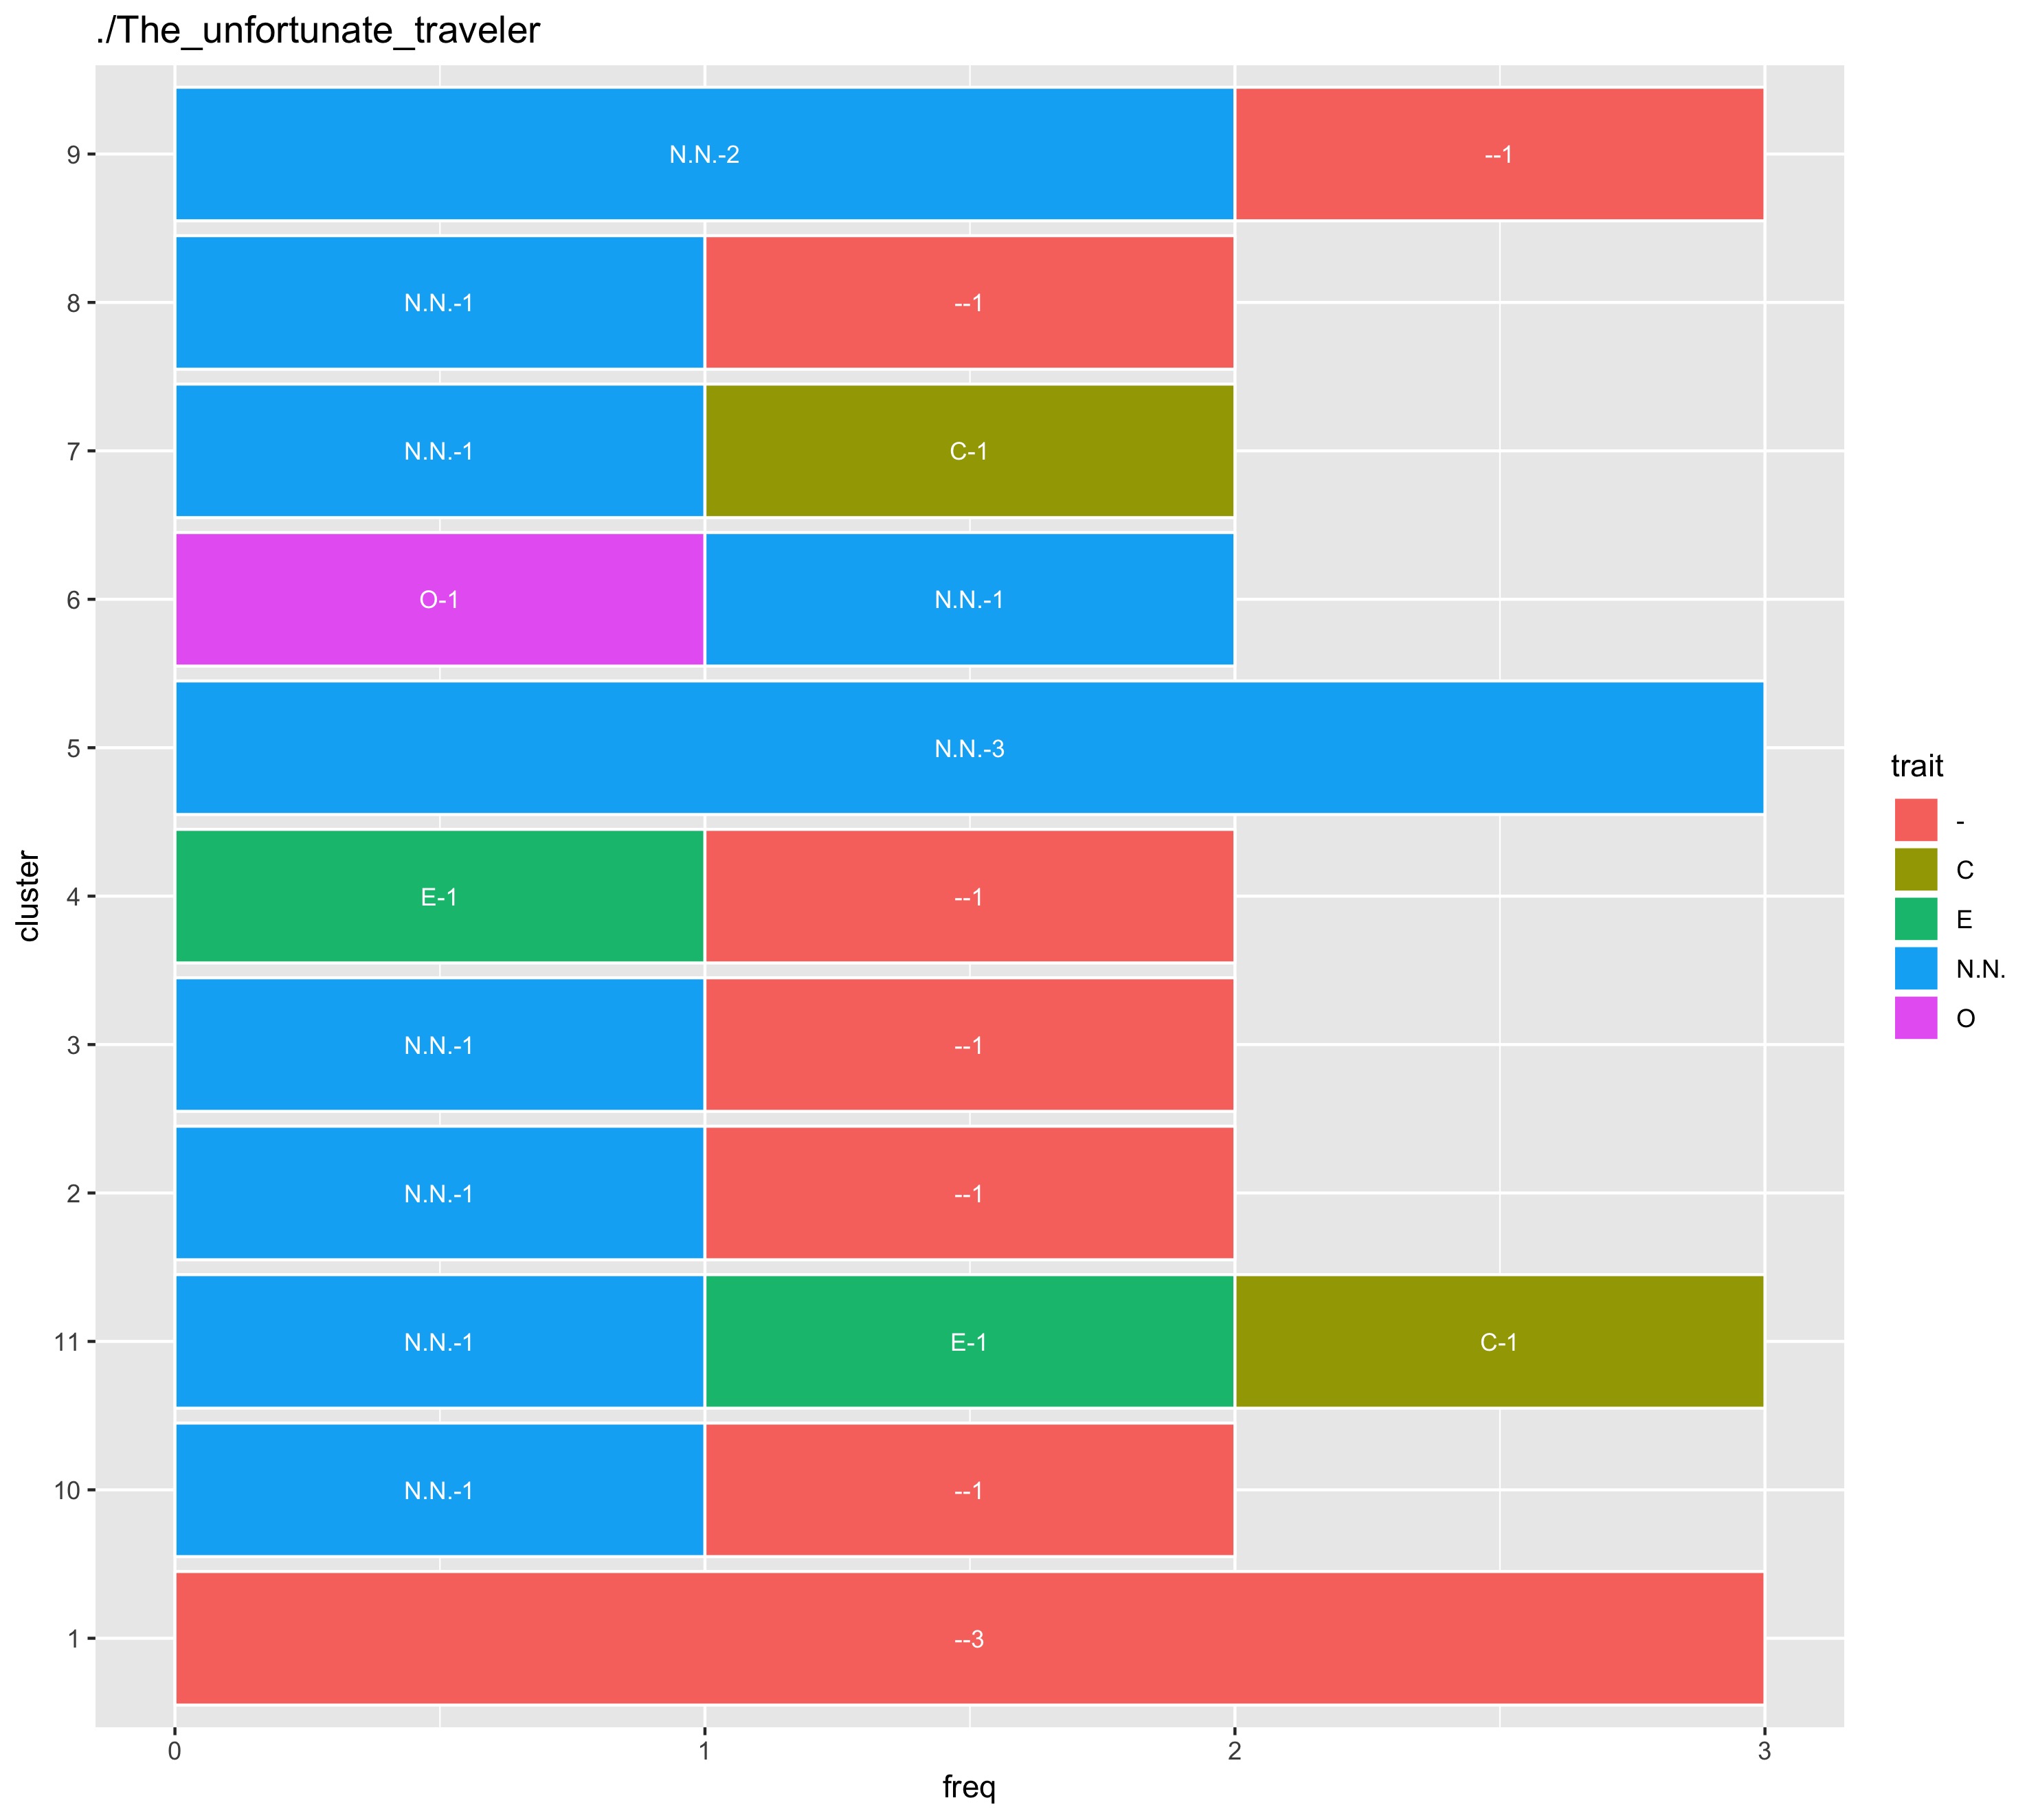 ./The_unfortunate_traveler
9 N.N.-2 --1
8 N.N.-1 --1
7 N.N.-1 C-1
6 O-1 N.N.-1
5 N.N.-3
4 E-1 --1
3 N.N.-1 --1
2 N.N.-1 --1
11 N.N.-1 E-1 C-1
10 N.N.-1 --1
1 --3
0 1 2 3
freq
cluster
trait
-
C
E
N.N.
O